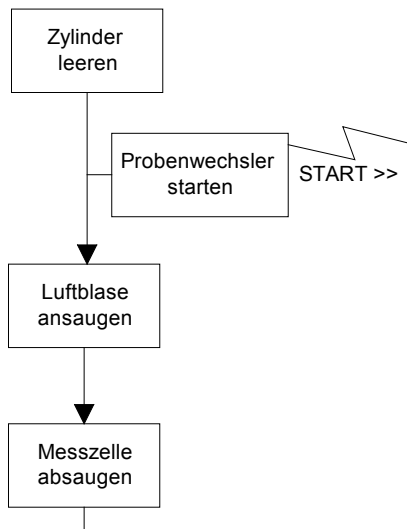 Zylinder
leeren
Probenwechsler
starten
START >>
Luftblase
ansaugen
Messzelle
absaugen